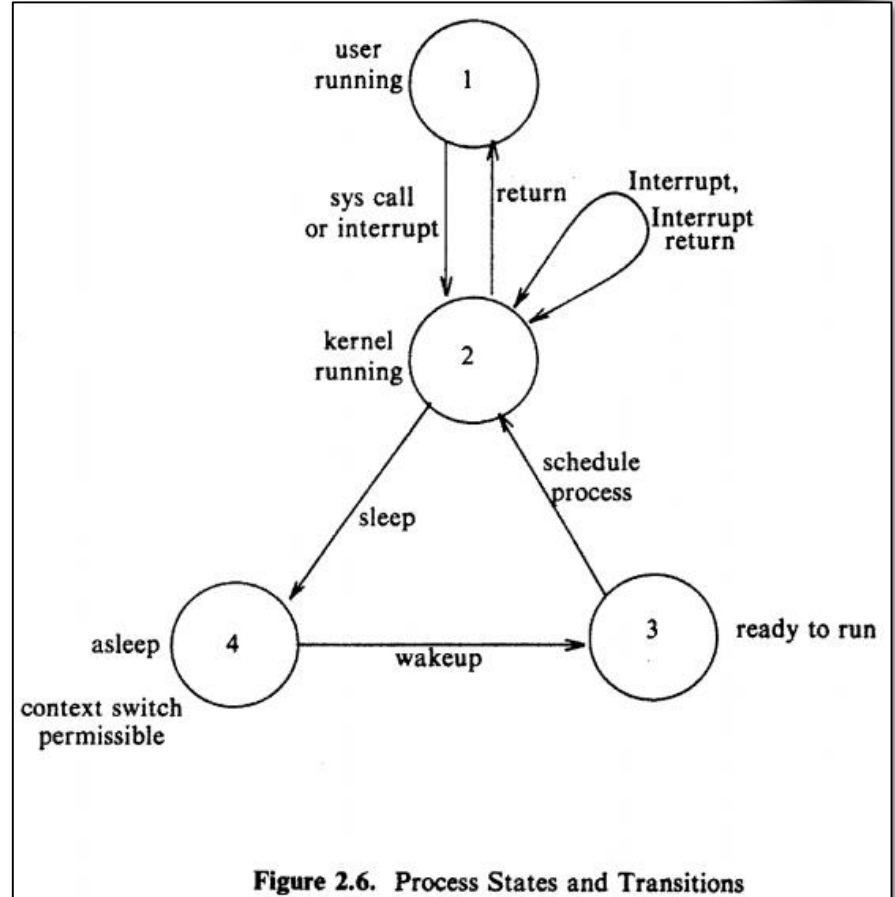 user
running
1
sys call
or interrupt
return
Interrupt,
Interrupt
return
kernel
running
2
schedule
process
sleep
asleep
4
wakeup
3
ready to run
context switch
permissible
Figure 2.6. Process States and Transitions